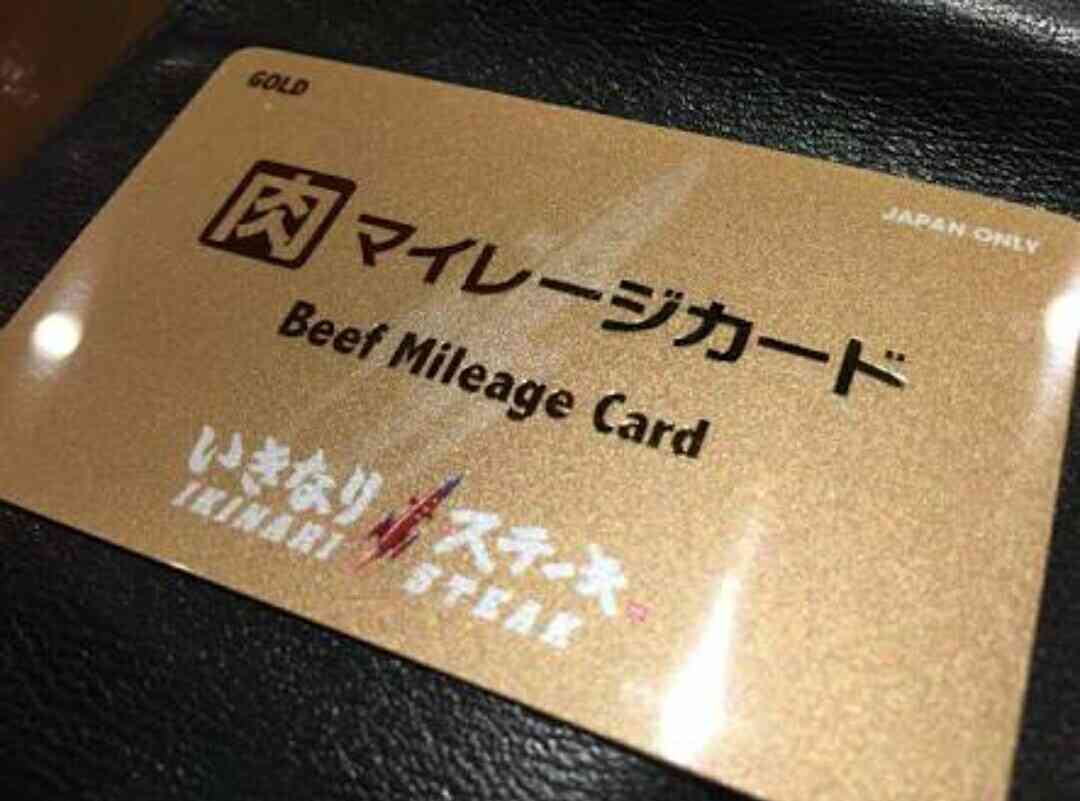 GOLD
JAPAN ONLY
肉マイレージカード
Beef Mileage Card
いきなりステーキ
IKINARI STEAK